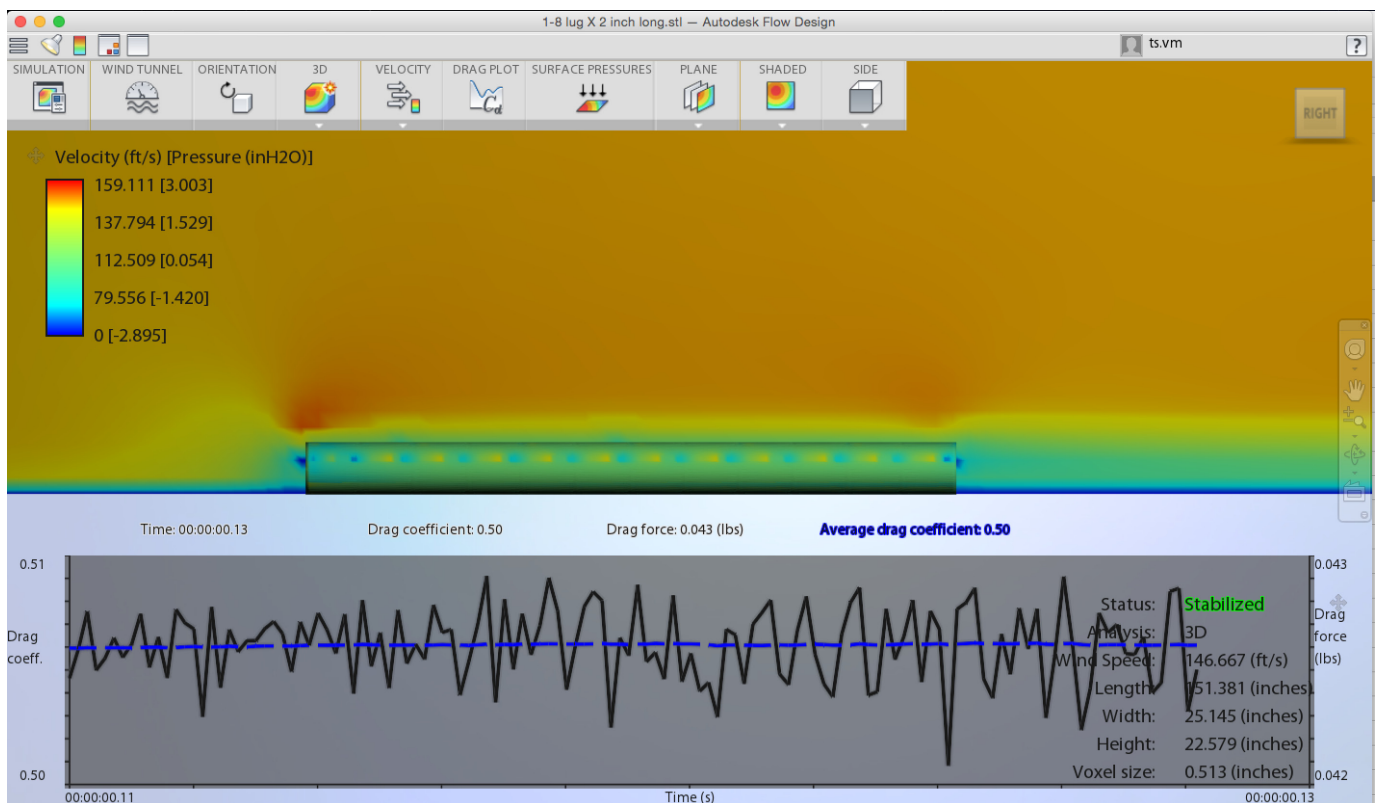 1-8 lug X 2 inch long.stl — Autodesk Flow Design
ts.vm
?
SIMULATION WIND TUNNEL ORIENTATION 3D VELOCITY DRAG PLOT SURFACE PRESSURES PLANE SHADED SIDE
Cd
RIGHT
Velocity (ft/s) [Pressure (inH2O)]
159.111 [3.003]
137.794 [1.529]
112.509 [0.054]
79.556 [-1.420]
0 [-2.895]
Time: 00:00:00.13 Drag coefficient: 0.50 Drag force: 0.043 (lbs) Average drag coefficient: 0.50
0.51
0.043
Drag
coeff.
0.50
Drag
force
(lbs)
0.042
Status: Stabilized
Analysis: 3D
Wind Speed: 146.667 (ft/s)
Length: 151.381 (inches)
Width: 25.145 (inches)
Height: 22.579 (inches)
Voxel size: 0.513 (inches)
00:00:00.11 Time (s) 00:00:00.13